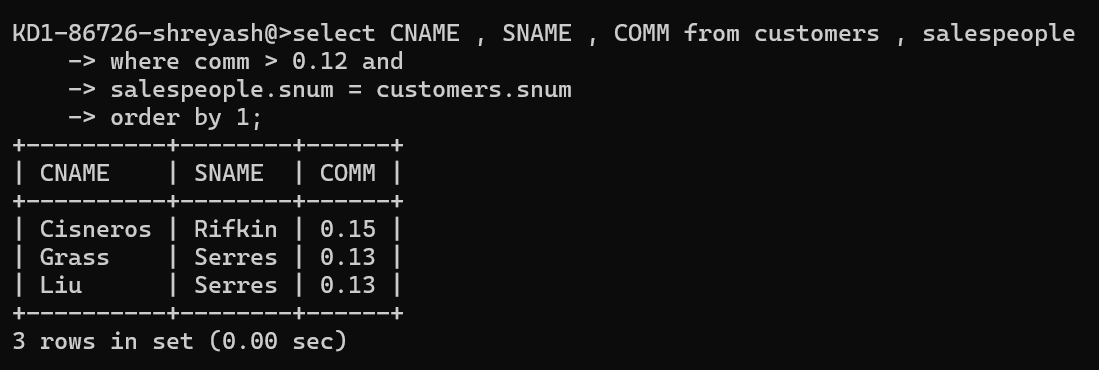 KD1-86726-shreyash@>select CNAME , SNAME , COMM from customers , salespeople
    -> where comm > 0.12 and
    -> salespeople.snum = customers.snum
    -> order by 1;
+----------+--------+------+
| CNAME    | SNAME  | COMM |
+----------+--------+------+
| Cisneros | Rifkin | 0.15 |
| Grass    | Serres | 0.13 |
| Liu      | Serres | 0.13 |
+----------+--------+------+
3 rows in set (0.00 sec)